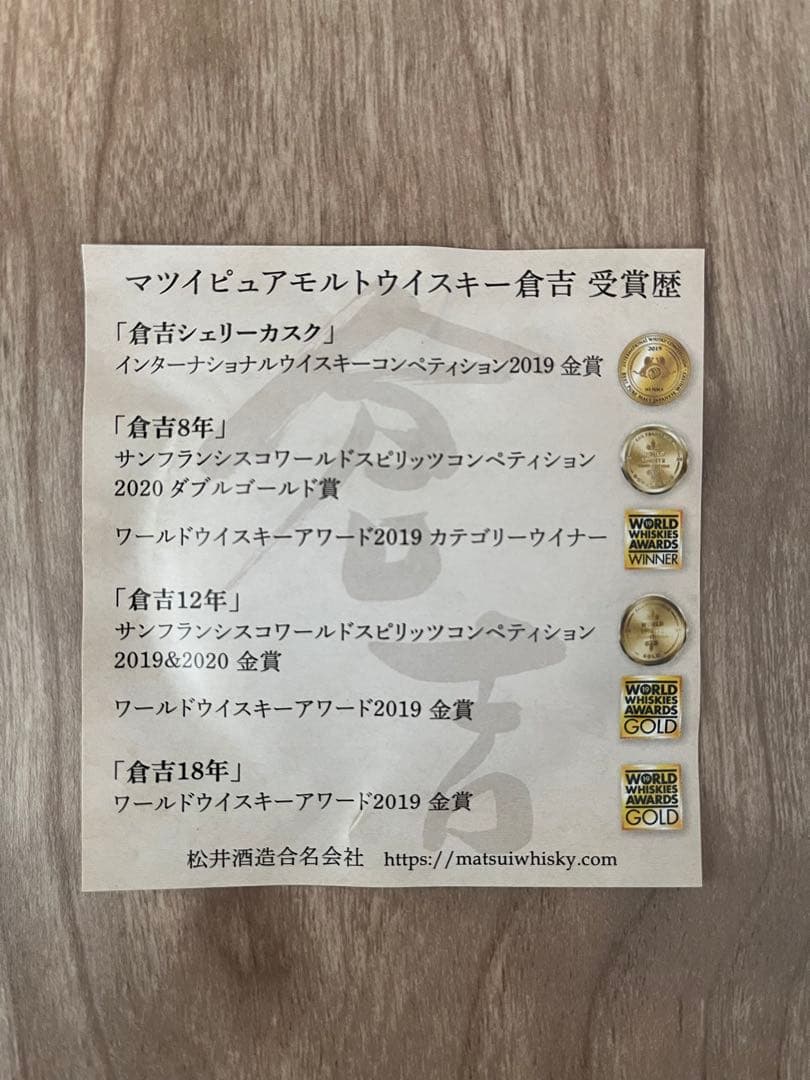 マツイピュアモルトウイスキー倉吉 受賞歴
「倉吉シェリーカスク」
インターナショナルウイスキーコンペティション2019 金賞
2019
「倉吉8年」
サンフランシスコワールドスピリッツコンペティション
2020 ダブルゴールド賞
ワールドウイスキーアワード2019 カテゴリーウイナー
WORLD
WHISKIES
AWARDS
WINNER
「倉吉12年」
サンフランシスコワールドスピリッツコンペティション
2019&2020 金賞
GOLD
ワールドウイスキーアワード2019 金賞
WORLD
WHISKIES
AWARDS
GOLD
「倉吉18年」
ワールドウイスキーアワード2019 金賞
WORLD
WHISKIES
AWARDS
GOLD
倉吉
松井酒造合名会社 https://matsuiwhisky.com